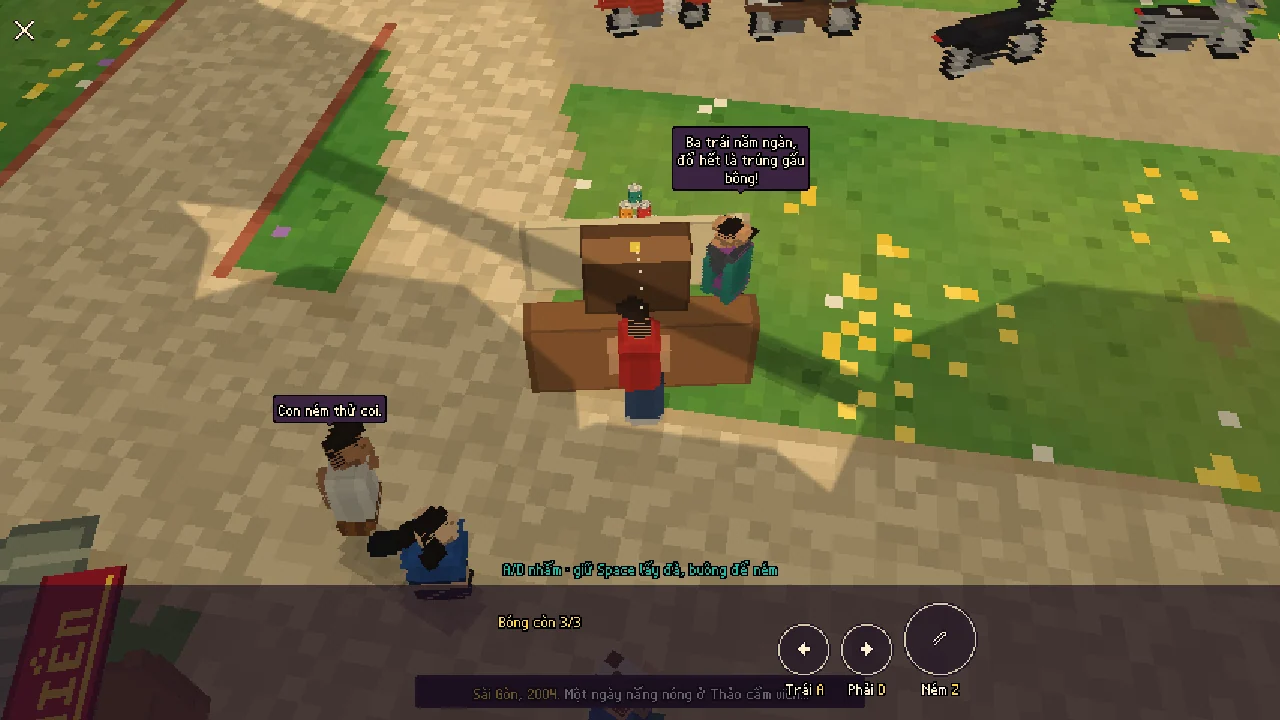 Ba trái năm ngàn,
đổ hết là trúng gấu
bông!
Con ném thử coi.
A/D nhắm · giữ Space lấy đà, buông để ném
Bóng còn 3/3
Sài Gòn, 2004. Một ngày nắng nóng ở Thảo cầm
Trái A
Phải D
Ném Z